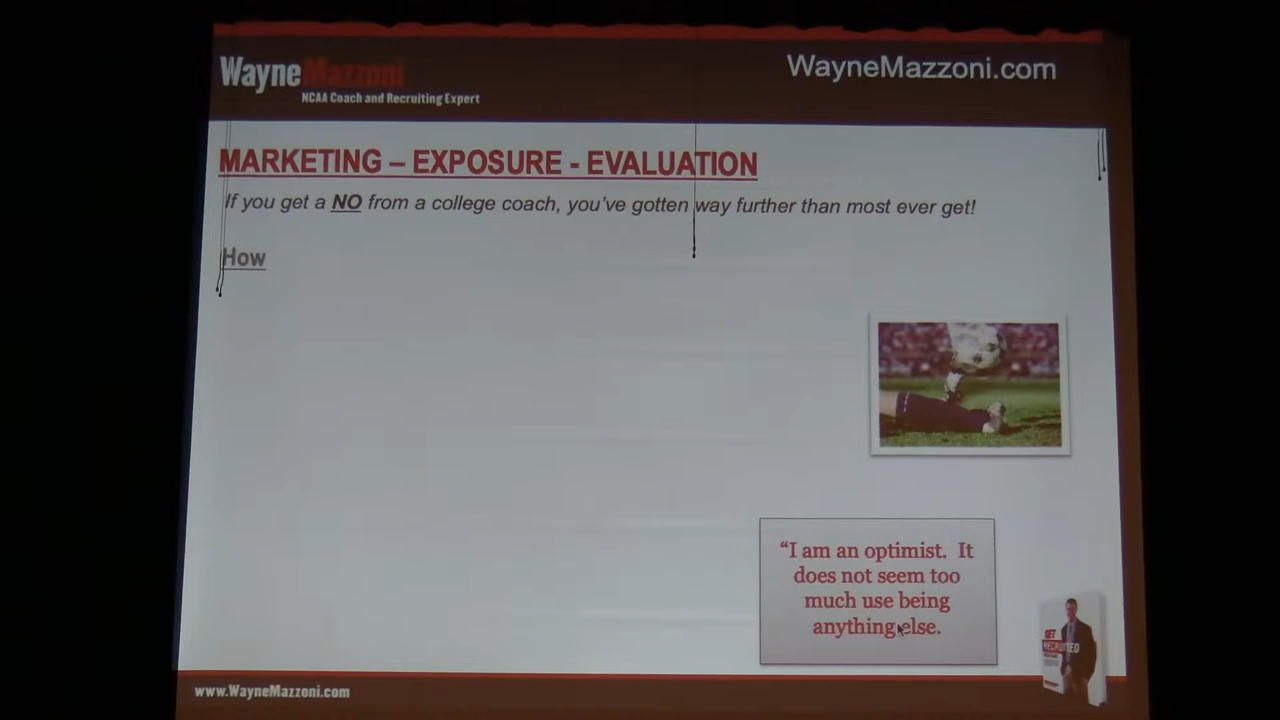 WayneMazzoni
NCAA Coach and Recruiting Expert
WayneMazzoni.com
MARKETING – EXPOSURE - EVALUATION
If you get a NO from a college coach, you’ve gotten way further than most ever get!
How
“I am an optimist. It
does not seem too
much use being
anything else.
GET
RECRUITED
www.WayneMazzoni.com